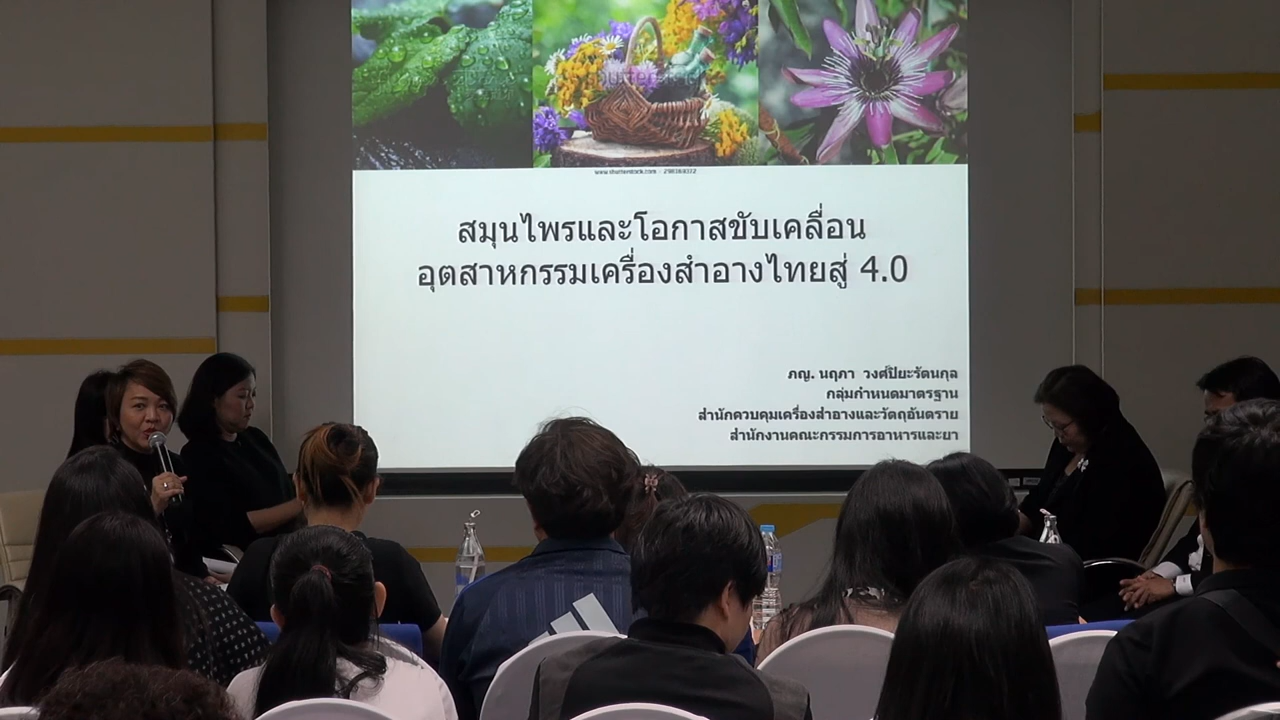 shutterstock
www.shutterstock.com
สมุนไพรและโอกาสขับเคลื่อน
อุตสาหกรรมเครื่องสำอางไทยสู่ 4.0
ภญ. นฤภา วงศ์ปิยะรัตนกุล
กลุ่มกำหนดมาตรฐาน
สำนักควบคุมเครื่องสำอางและวัตถุอันตราย
สำนักงานคณะกรรมการอาหารและยา